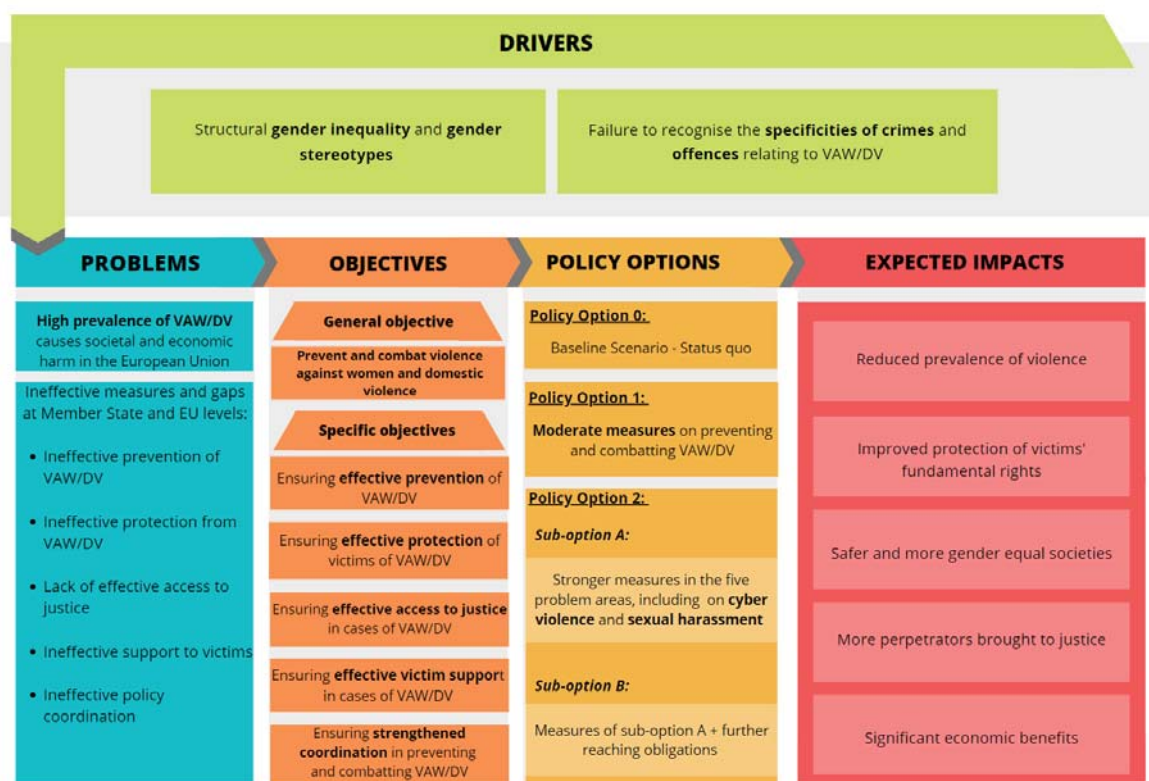 DRIVERS
Structural gender inequality and gender
stereotypes
Failure to recognise the specificities of crimes and
offences relating to VAW/DV
PROBLEMS
High prevalence of VAW/DV
causes societal and economic
harm in the European Union
Ineffective measures and gaps
at Member State and EU levels:
• Ineffective prevention of
VAW/DV
• Ineffective protection from
VAW/DV
• Lack of effective access to
justice
• Ineffective support to victims
• Ineffective policy
coordination
OBJECTIVES
General objective
Prevent and combat violence
against women and domestic
violence
Specific objectives
Ensuring effective prevention of
VAW/DV
Ensuring effective protection of
victims of VAW/DV
Ensuring effective access to justice
in cases of VAW/DV
Ensuring effective victim support
in cases of VAW/DV
Ensuring strengthened
coordination in preventing
and combatting VAW/DV
POLICY OPTIONS
Policy Option 0:
Baseline Scenario - Status quo
Policy Option 1:
Moderate measures on preventing
and combatting VAW/DV
Policy Option 2:
Sub-option A:
Stronger measures in the five
problem areas, including on cyber
violence and sexual harassment
Sub-option B:
Measures of sub-option A + further
reaching obligations
EXPECTED IMPACTS
Reduced prevalence of violence
Improved protection of victims'
fundamental rights
Safer and more gender equal societies
More perpetrators brought to justice
Significant economic benefits